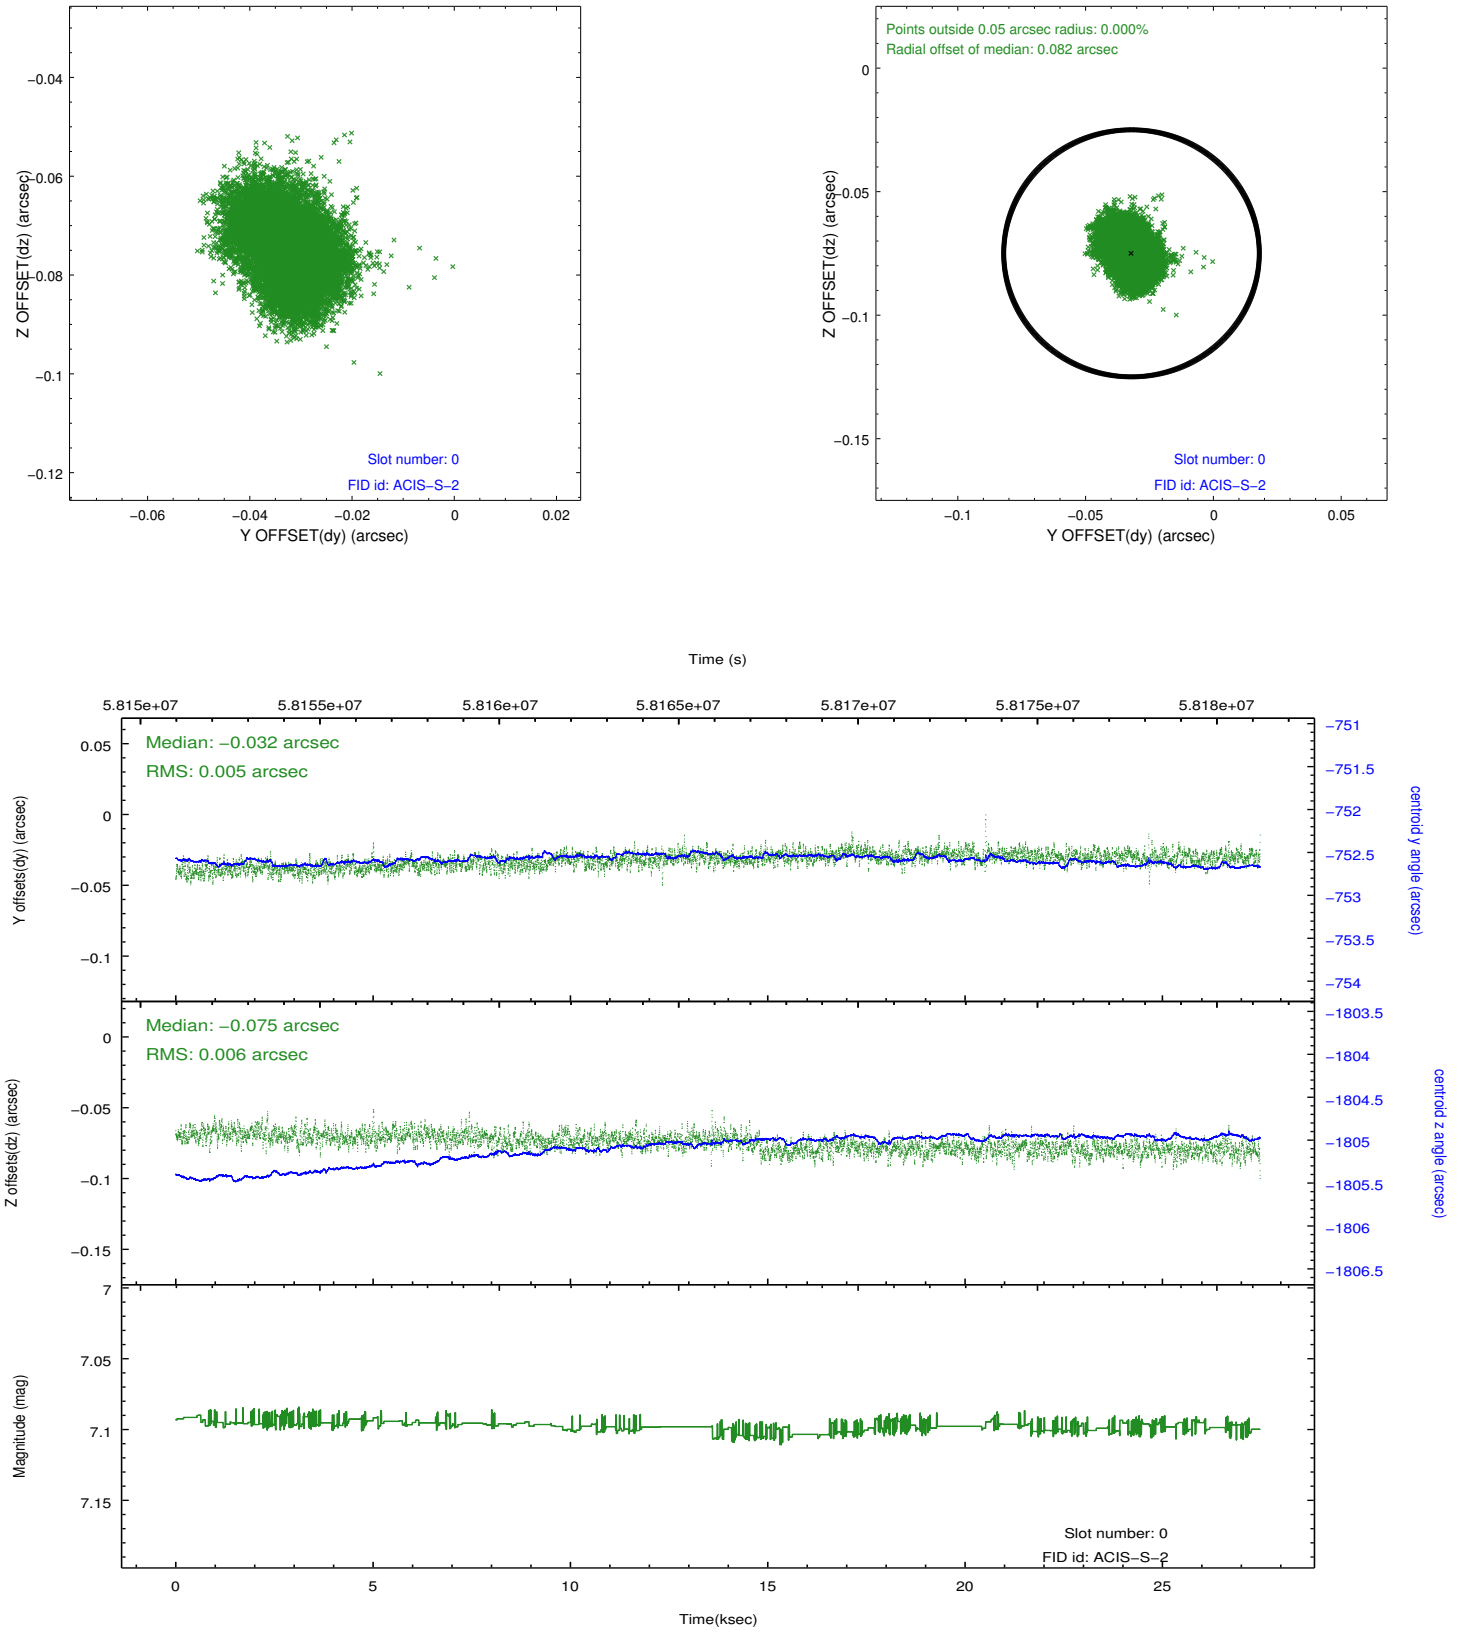 −0.04
−0.06
−0.08
−0.1
−0.12
Z OFFSET(dz) (arcsec)
Slot number: 0
FID id: ACIS−S−2
−0.06
−0.04
−0.02
0
0.02
Y OFFSET(dy) (arcsec)
Points outside 0.05 arcsec radius: 0.000%
Radial offset of median: 0.082 arcsec
0
−0.05
−0.1
−0.15
Z OFFSET(dz) (arcsec)
Slot number: 0
FID id: ACIS−S−2
−0.1
−0.05
0
0.05
Y OFFSET(dy) (arcsec)
Time (s)
5.815e+07
5.8155e+07
5.816e+07
5.8165e+07
5.817e+07
5.8175e+07
5.818e+07
Median: −0.032 arcsec
RMS: 0.005 arcsec
0.05
0
−0.05
−0.1
Y offsets(dy) (arcsec)
−751
−751.5
−752
−752.5
−753
−753.5
−754
centroid y angle (arcsec)
Median: −0.075 arcsec
RMS: 0.006 arcsec
0
−0.05
−0.1
−0.15
Z offsets(dz) (arcsec)
−1803.5
−1804
−1804.5
−1805
−1805.5
−1806
−1806.5
centroid z angle (arcsec)
7
7.05
7.1
7.15
Magnitude (mag)
Slot number: 0
FID id: ACIS−S−2
0
5
10
15
20
25
Time(ksec)